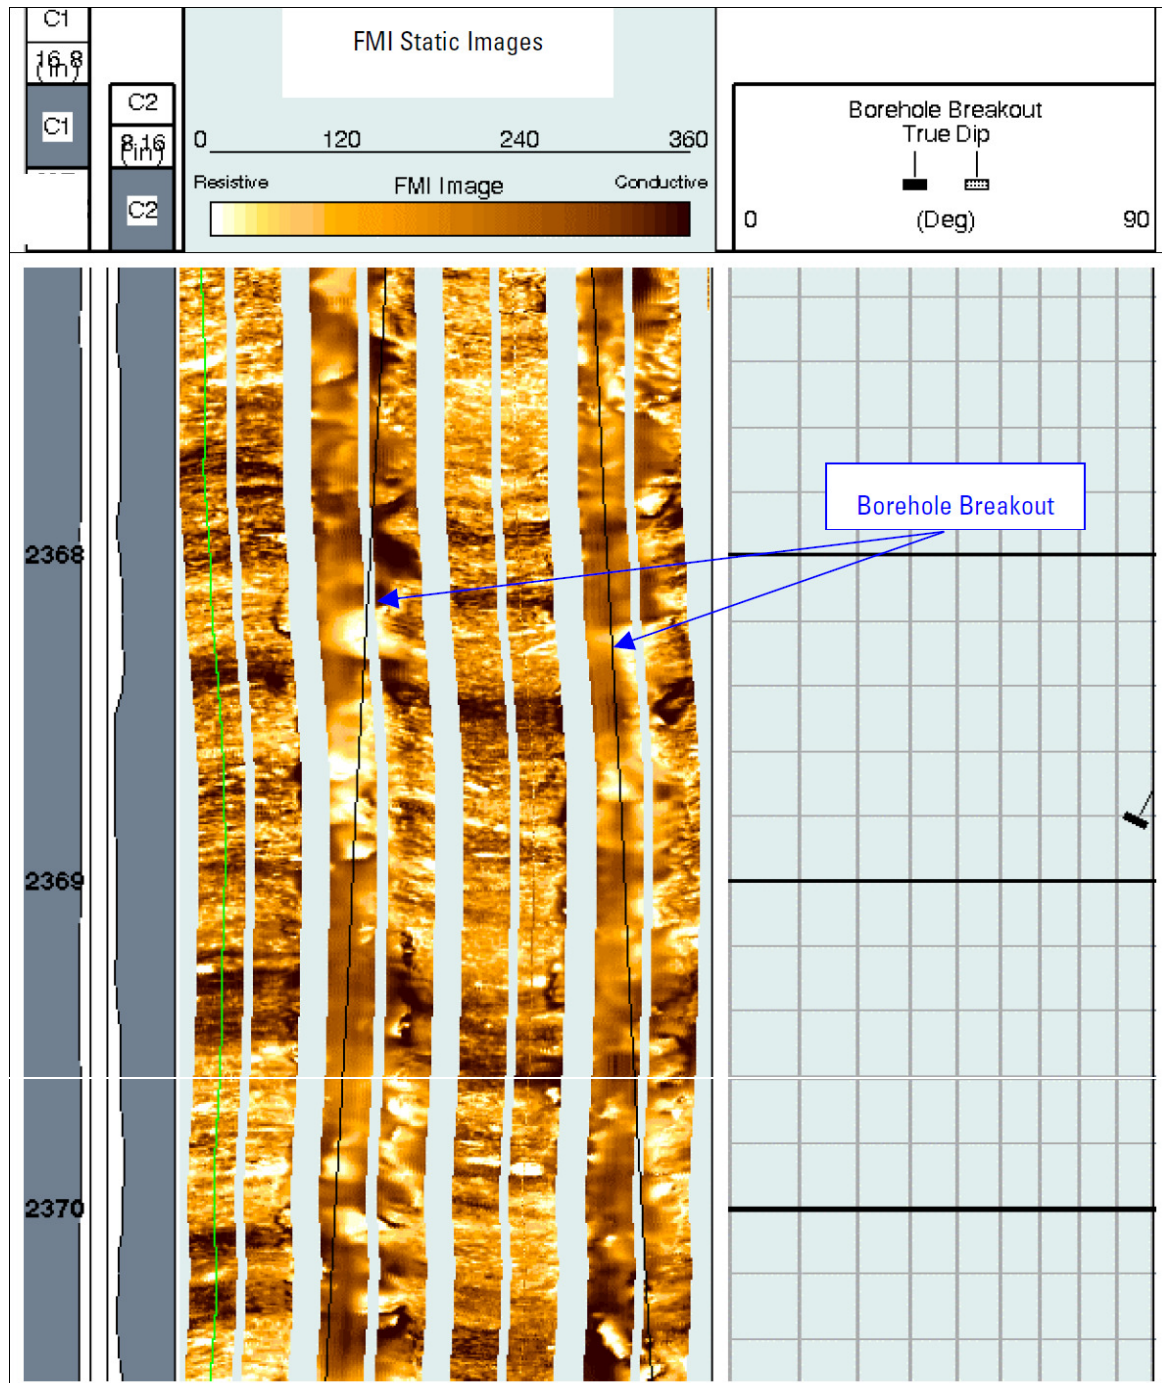 C1
16 8
(in)
C1
C2
8 16
(in)
C2
FMI Static Images
0 120 240 360
Resistive FMI Image Conductive
Borehole Breakout
True Dip
0 (Deg) 90
Borehole Breakout
2368
2369
2370